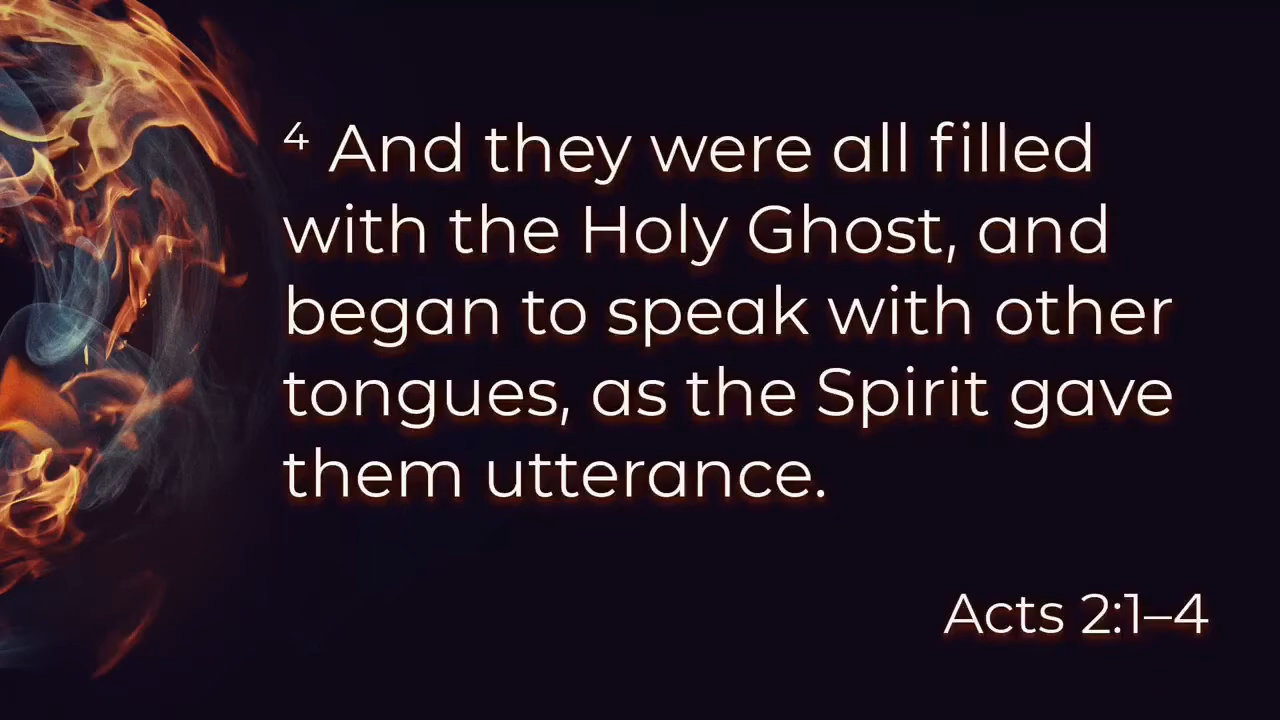 ⁴ And they were all filled
with the Holy Ghost, and
began to speak with other
tongues, as the Spirit gave
them utterance.
Acts 2:1–4